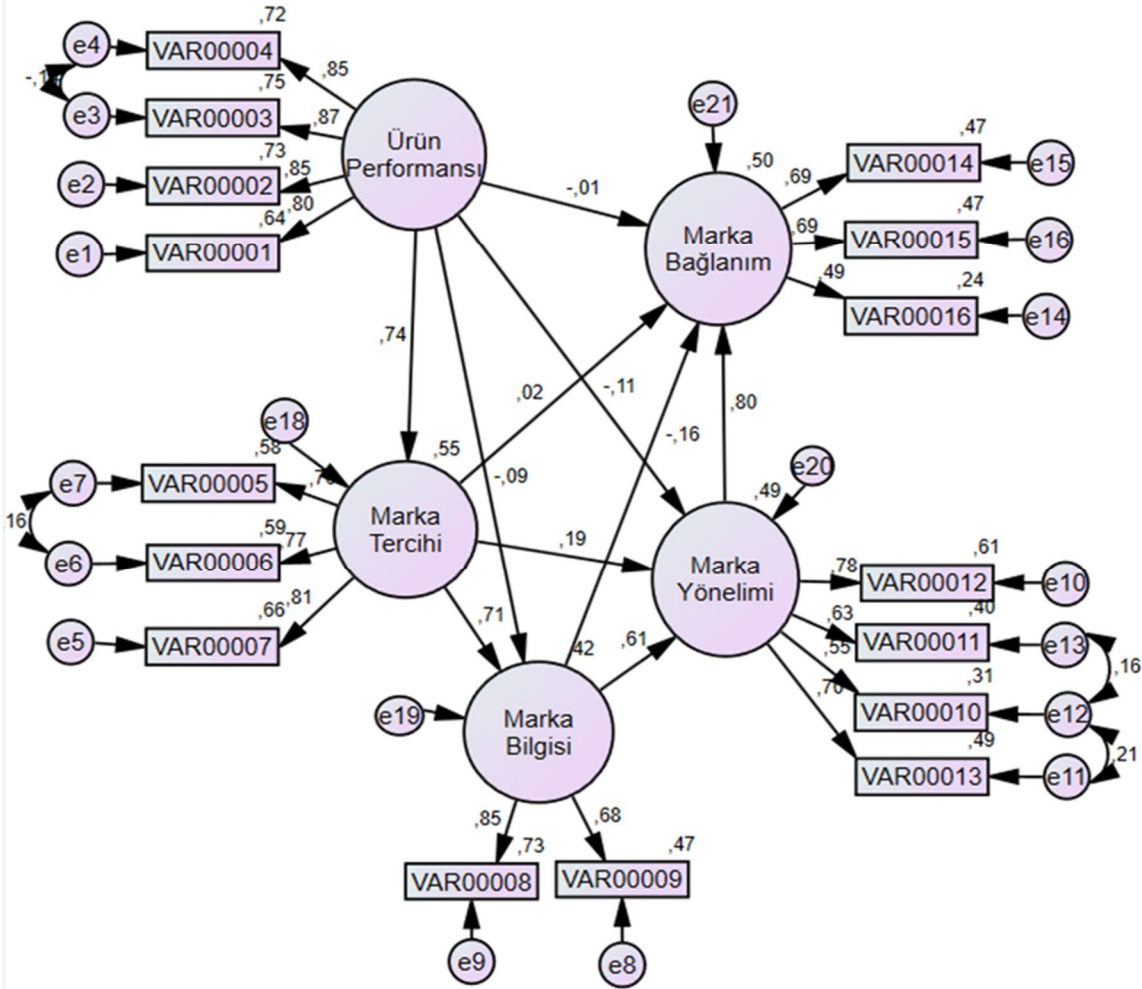 ,72
e4
VAR00004
,85
,75
e3
VAR00003
,87
,73
e2
VAR00002
,85
,64
,80
e1
VAR00001
Ürün
Performansı
e21
,50
,69
,47
VAR00014
e15
-,01
Marka
Bağlanım
,69
,47
VAR00015
e16
,49
,24
VAR00016
e14
,74
,02
-,11
,80
-,16
-,09
e18
,58
,55
e7
VAR00005
,16
,59
,77
e6
VAR00006
,66
,81
e5
VAR00007
Marka
Tercihi
,19
,71
e20
,49
Marka
Yönelimi
,78
,61
VAR00012
e10
,63
,40
VAR00011
e13
,55
,31
VAR00010
e12
,16
,70
,49
VAR00013
e11
,21
,42
,61
e19
Marka
Bilgisi
,85
,73
,68
,47
VAR00008
VAR00009
e9
e8